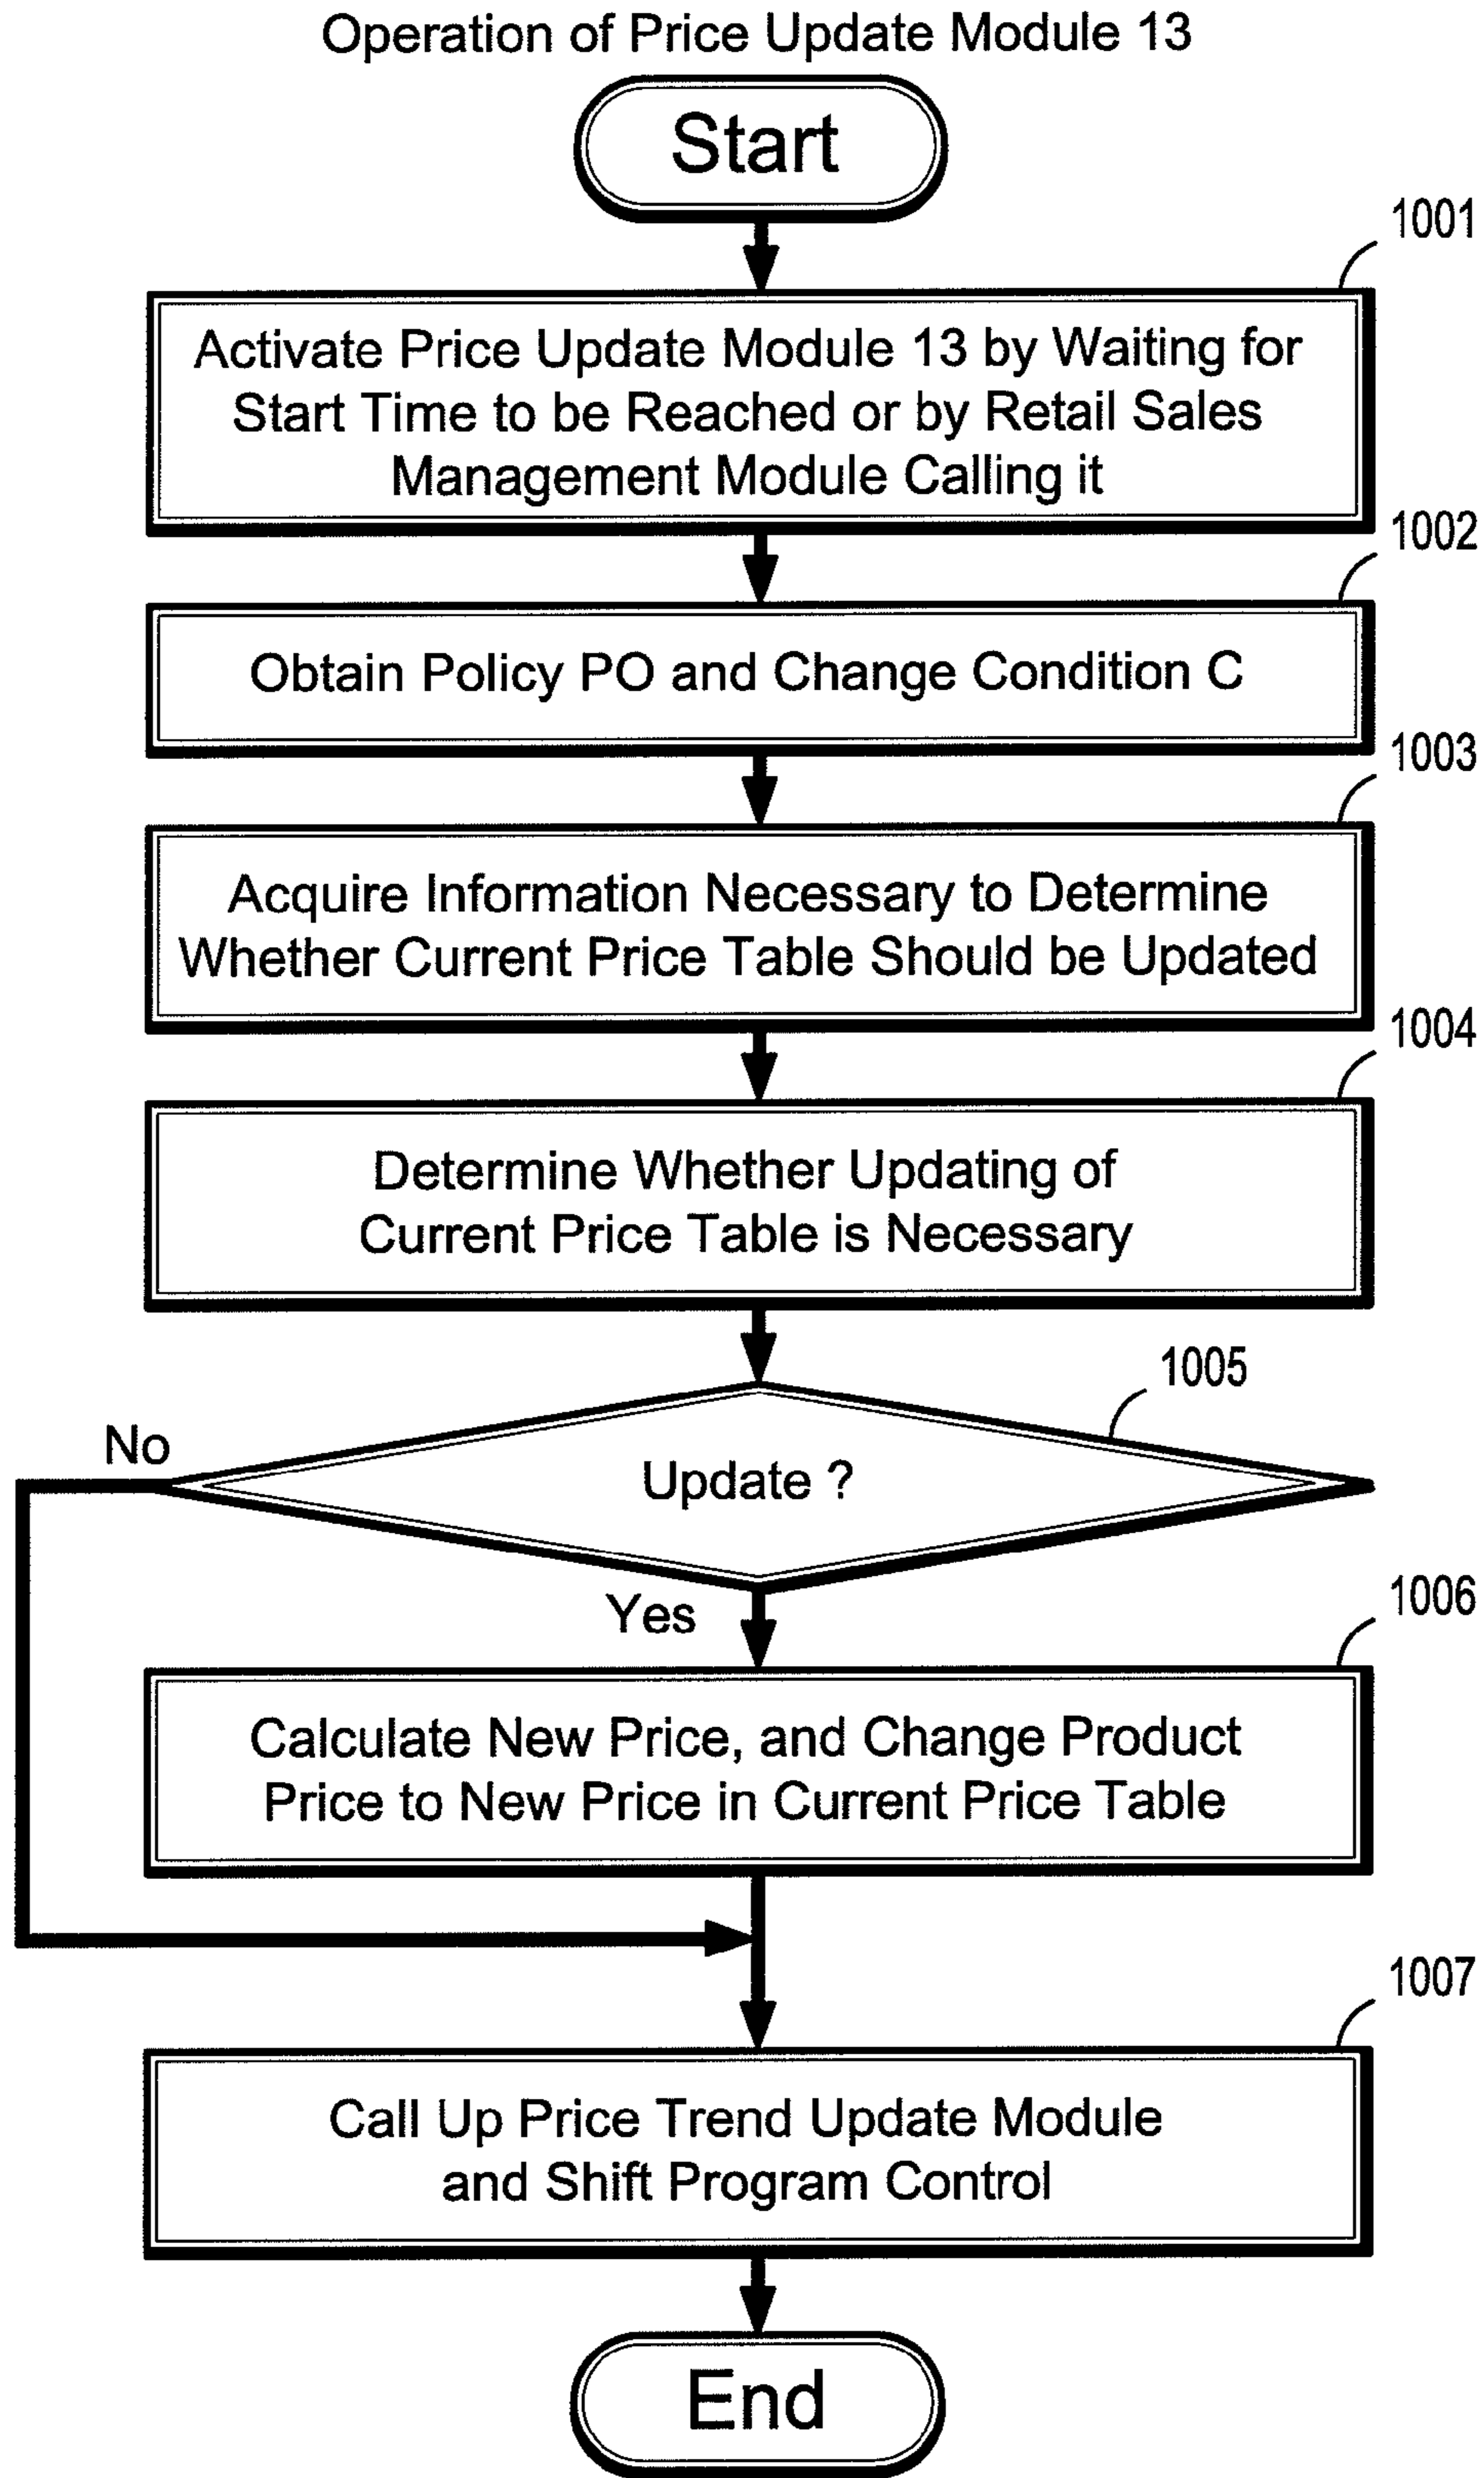 Operation of Price Update Module 13
Start
1001
Activate Price Update Module 13 by Waiting for
Start Time to be Reached or by Retail Sales
Management Module Calling it
1002
Obtain Policy PO and Change Condition C
1003
Acquire Information Necessary to Determine
Whether Current Price Table Should be Updated
1004
Determine Whether Updating of
Current Price Table is Necessary
1005
No
Update ?
Yes
1006
Calculate New Price, and Change Product
Price to New Price in Current Price Table
1007
Call Up Price Trend Update Module
and Shift Program Control
End